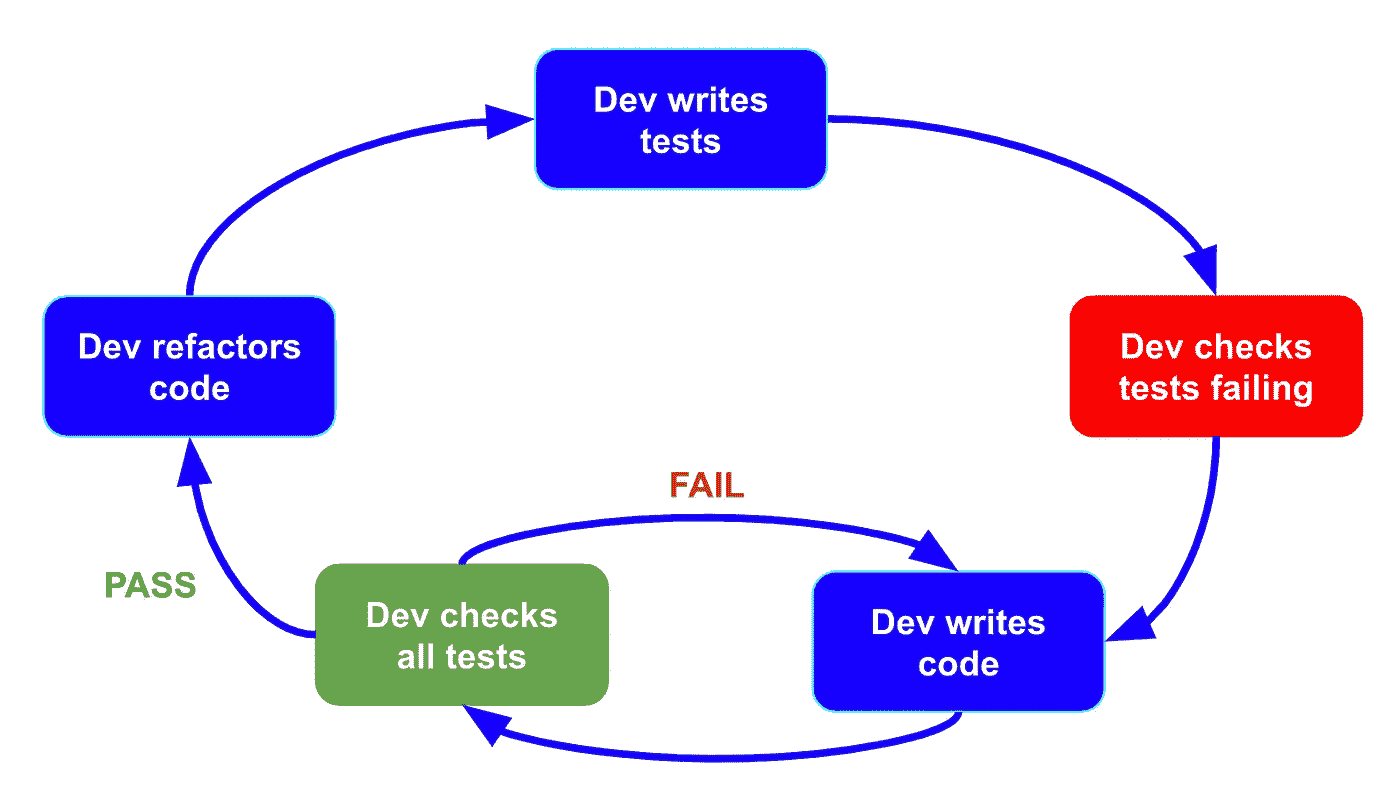 Dev writes
tests
Dev refactors
code
Dev checks
tests failing
FAIL
PASS
Dev checks
all tests
Dev writes
code